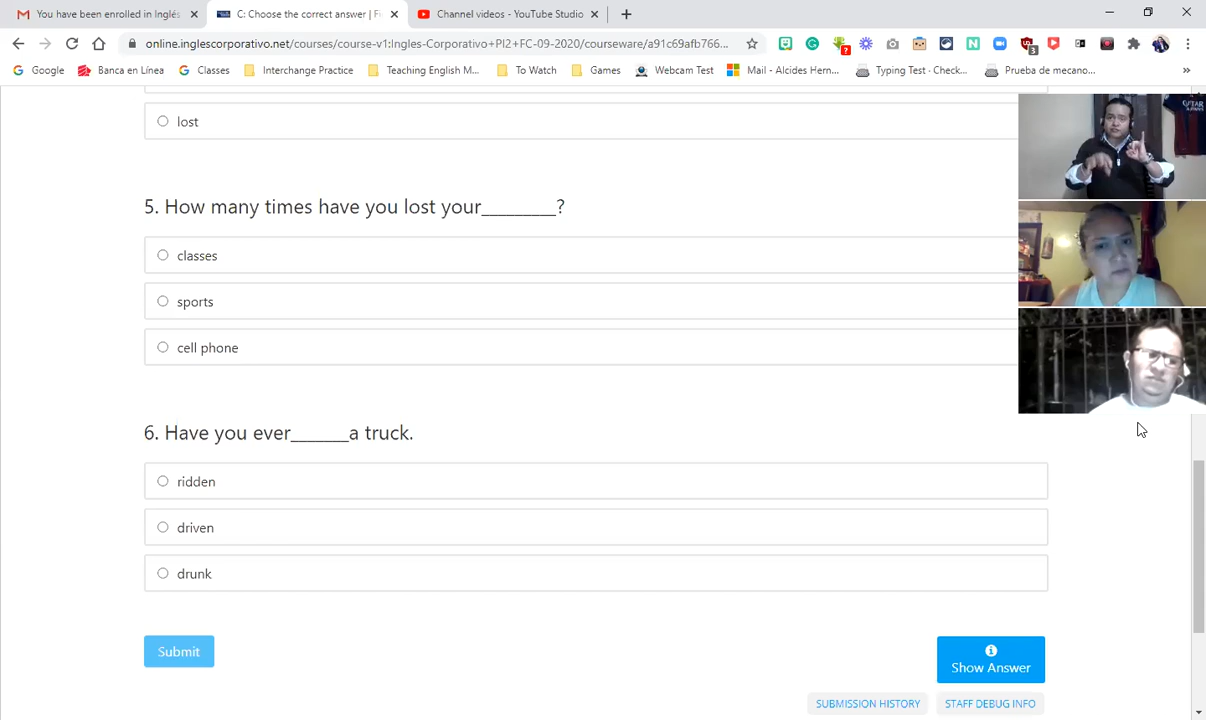 You have been enrolled in Inglés
C: Choose the correct answer | Fi
Channel videos - YouTube Studio
online.inglescorporativo.net/courses/course-v1:Ingles-Corporativo+PI2+FC-09-2020/courseware/a91c69afb766...
Google
Banca en Línea
Classes
Interchange Practice
Teaching English M...
To Watch
Games
Webcam Test
Mail - Alcides Hern...
Typing Test · Check...
Prueba de mecano...
»
lost
5. How many times have you lost your_________?
classes
sports
cell phone
6. Have you ever_______a truck.
ridden
driven
drunk
Submit
Show Answer
SUBMISSION HISTORY
STAFF DEBUG INFO